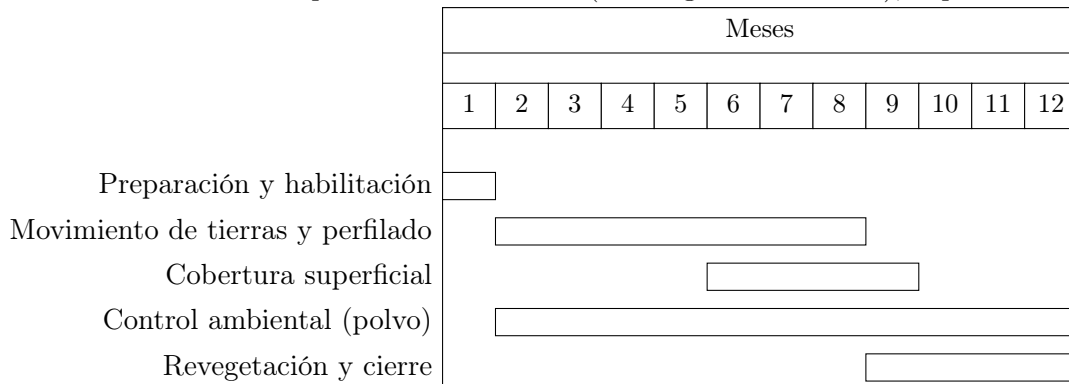 Meses
1 2 3 4 5 6 7 8 9 10 11 12
Preparación y habilitación
Movimiento de tierras y perfilado
Cobertura superficial
Control ambiental (polvo)
Revegetación y cierre